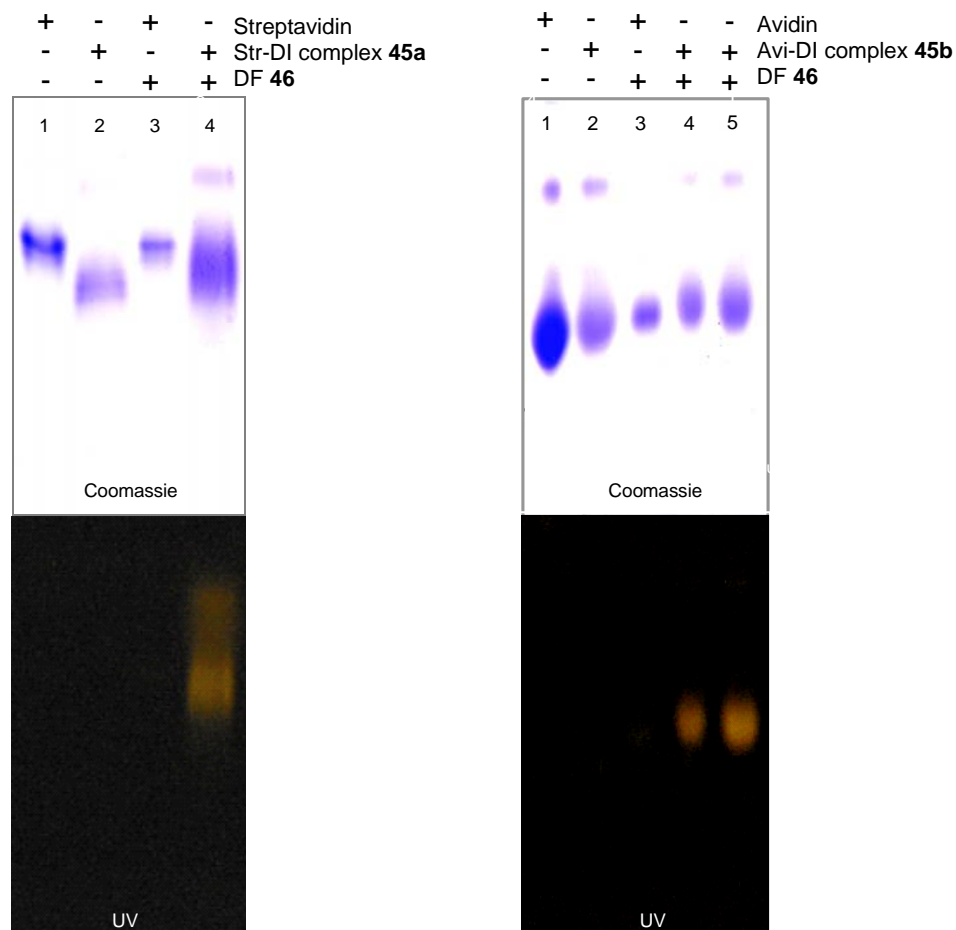 + - + - Streptavidin
- + - + Str-DI complex 45a
- - + + DF 46
1 2 3 4
Coomassie
UV
+ - + - - Avidin
- + - + + Avi-DI complex 45b
- - + + + DF 46
1 2 3 4 5
Coomassie
UV